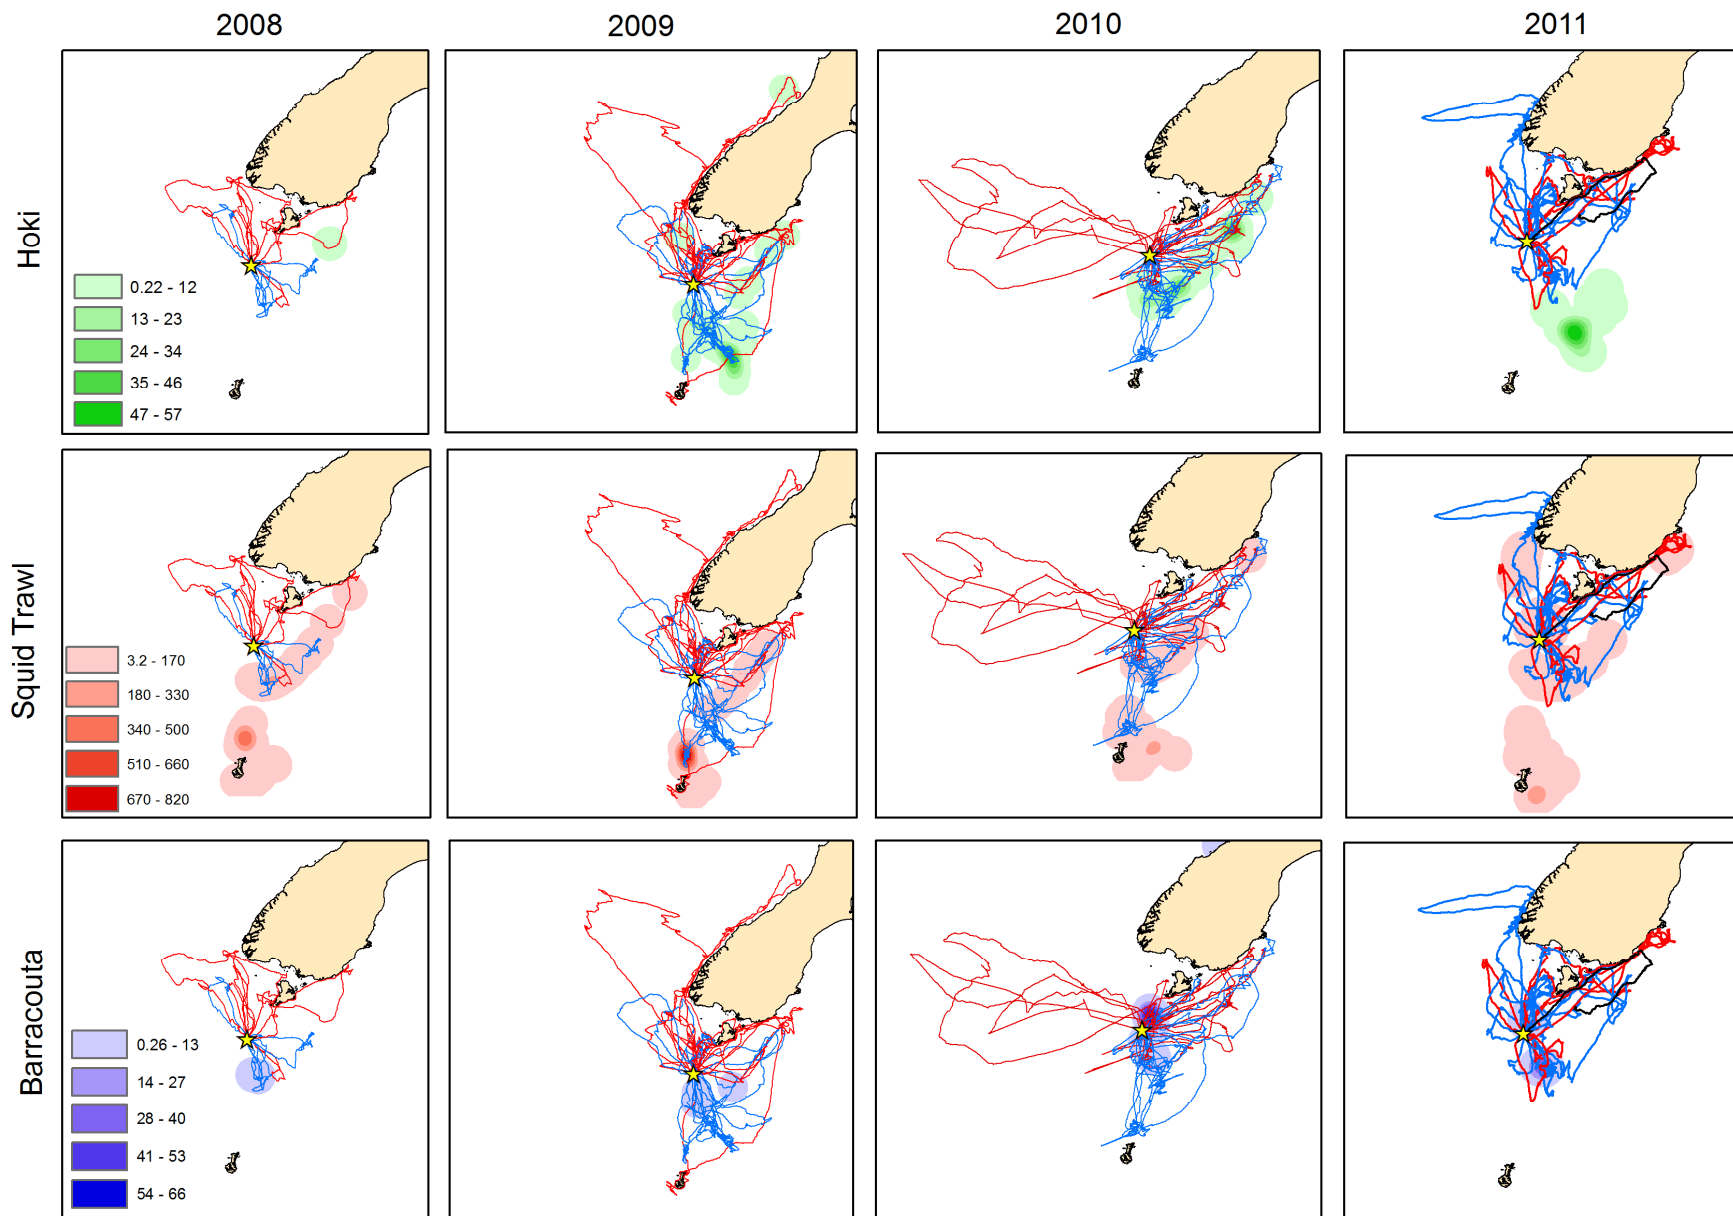 2008 2009 2010 2011
Hoki
0.22 - 12
13 - 23
24 - 34
35 - 46
47 - 57
Squid Trawl
3.2 - 170
180 - 330
340 - 500
510 - 660
670 - 820
Barracouta
0.26 - 13
14 - 27
28 - 40
41 - 53
54 - 66